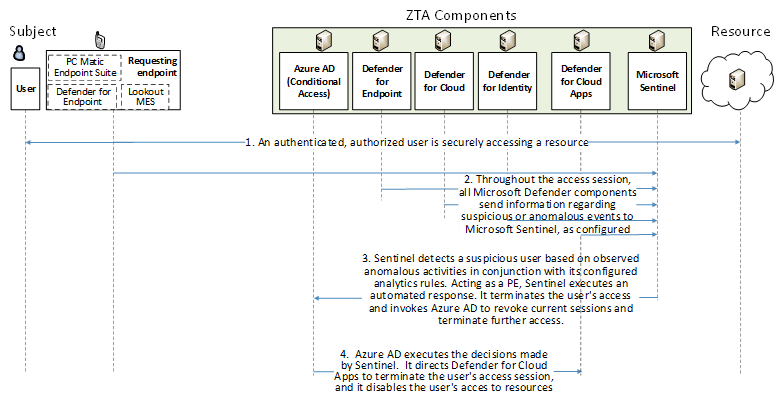 Subject
ZTA Components
Resource
User
PC Matic
Endpoint Suite
Requesting
endpoint
Defender for
Endpoint
Lookout
MES
Azure AD
(Conditional
Access)
Defender
for
Endpoint
Defender
for Cloud
Defender
for Identity
Defender
for Cloud
Apps
Microsoft
Sentinel
1. An authenticated, authorized user is securely accessing a resource
2. Throughout the access session,
all Microsoft Defender components
send information regarding
suspicious or anomalous events to
Microsoft Sentinel, as configured
3. Sentinel detects a suspicious user based on observed
anomalous activities in conjunction with its configured
analytics rules. Acting as a PE, Sentinel executes an
automated response. It terminates the user's access
and invokes Azure AD to revoke current sessions and
terminate further access.
4. Azure AD executes the decisions made
by Sentinel. It directs Defender for Cloud
Apps to terminate the user's access session,
and it disables the user's acces to resources